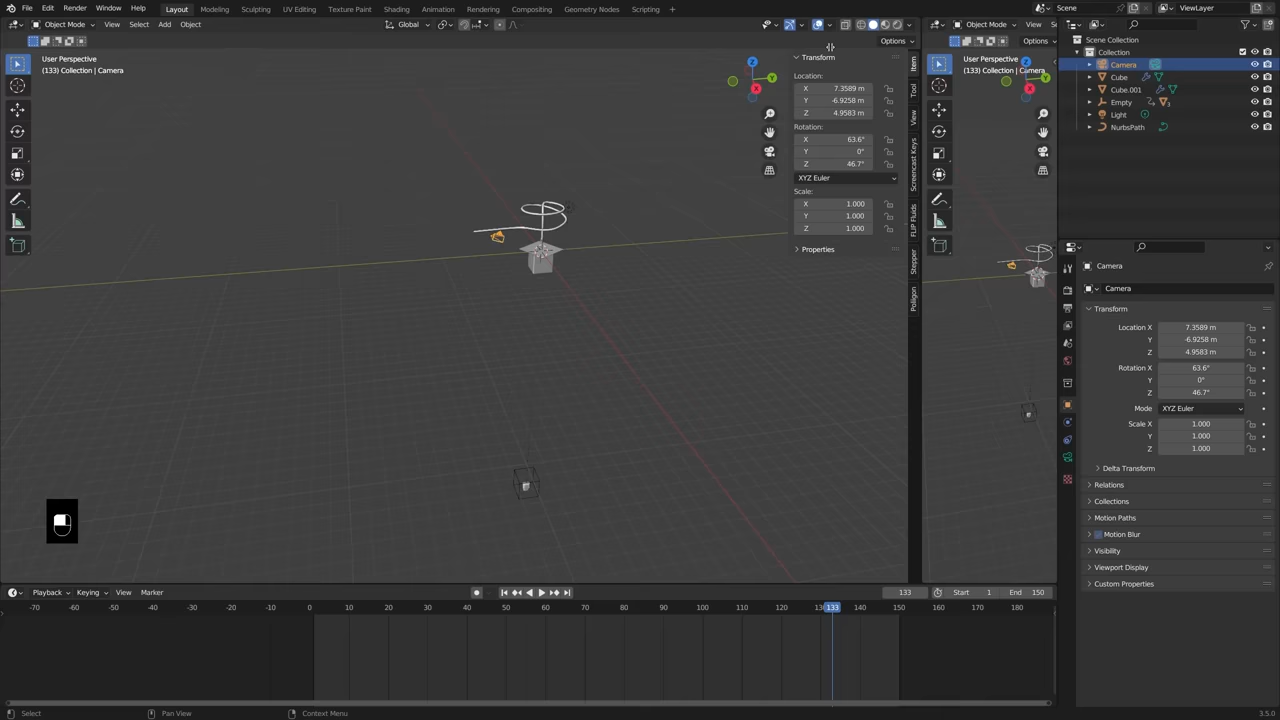 File Edit Render Window Help Layout Modeling Sculpting UV Editing Texture Paint Shading Animation Rendering Compositing Geometry Nodes Scripting + Scene ViewLayer
Object Mode View Select Add Object Global Object Mode View S
Options Options
User Perspective
(133) Collection | Camera
Transform
Location:
X 7.3589 m
Y -6.9258 m
Z 4.9583 m
Rotation:
X 63.6°
Y 0°
Z 46.7°
XYZ Euler
Scale:
X 1.000
Y 1.000
Z 1.000
Properties
Item
Tool
View
Screencast Keys
FLIP Fluids
Stepper
Poligon
Z
Y
X
User Perspective
(133) Collection | Camera
Z
Y
X
Scene Collection
Collection
Camera
Cube
Cube.001
Empty
Light
NurbsPath
Camera
Camera
Transform
Location X 7.3589 m
Y -6.9258 m
Z 4.9583 m
Rotation X 63.6°
Y 0°
Z 46.7°
Mode XYZ Euler
Scale X 1.000
Y 1.000
Z 1.000
Delta Transform
Relations
Collections
Motion Paths
Motion Blur
Visibility
Viewport Display
Custom Properties
Playback Keying View Marker 133 Start 1 End 150
-70 -60 -50 -40 -30 -20 -10 0 10 20 30 40 50 60 70 80 90 100 110 120 133 140 150 160 170 180
Select Pan View Context Menu 3.5.0